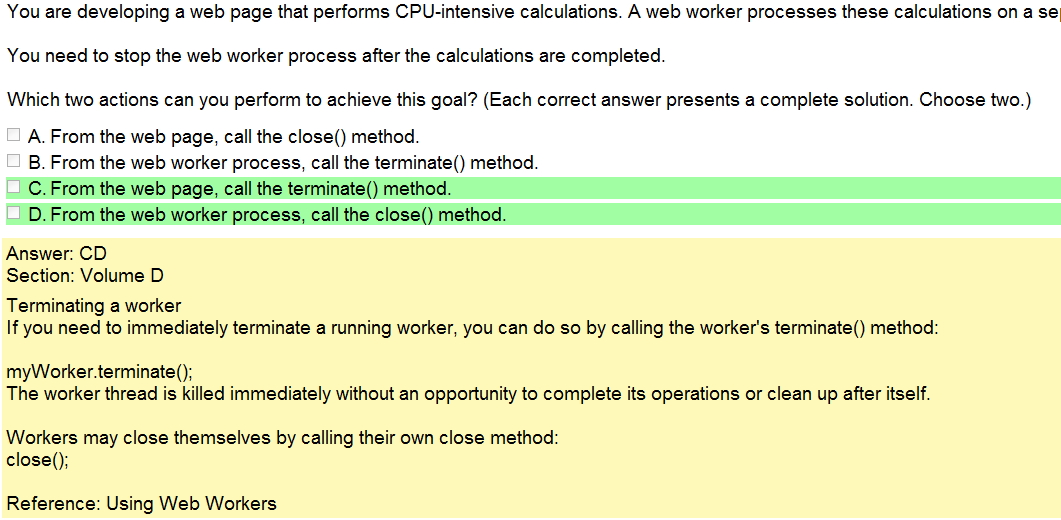 You are developing a web page that performs CPU-intensive calculations. A web worker processes these calculations on a
You need to stop the web worker process after the calculations are completed.
Which two actions can you perform to achieve this goal? (Each correct answer presents a complete solution. Choose two.)
A. From the web page, call the close() method.
B. From the web worker process, call the terminate() method.
C. From the web page, call the terminate() method.
D. From the web worker process, call the close() method.
Answer: CD
Section: Volume D
Terminating a worker
If you need to immediately terminate a running worker, you can do so by calling the worker's terminate() method:
myWorker.terminate();
The worker thread is killed immediately without an opportunity to complete its operations or clean up after itself.
Workers may close themselves by calling their own close method:
close();
Reference: Using Web Workers